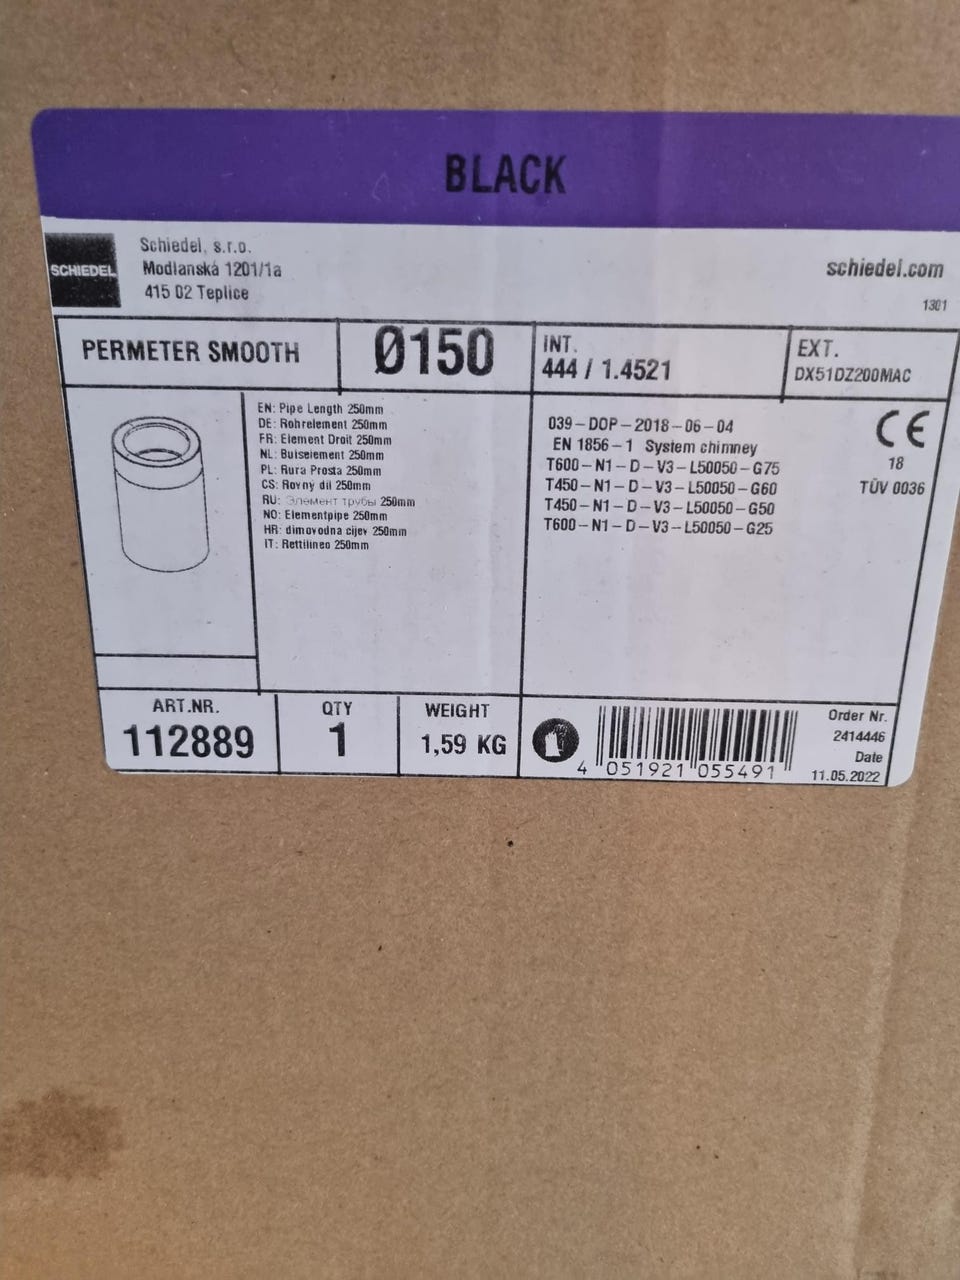 BLACK
SCHIEDEL
Schiedel, s.r.o.
Modlanská 1201/1a
415 02 Teplice
schiedel.com
1301
PERMETER SMOOTH
Ø150
INT.
444 / 1.4521
EXT.
DX51DZ200MAC
EN: Pipe Length 250mm
DE: Rohrelement 250mm
FR: Element Droit 250mm
NL: Buiselement 250mm
PL: Rura Prosta 250mm
CS: Rovný díl 250mm
RU: Элемент трубы 250mm
NO: Elementpipe 250mm
HR: dimovodna cijev 250mm
IT: Rettilineo 250mm
039-DOP-2018-06-04
EN 1856-1 System chimney
T600-N1-D-V3-L50050-G75
T450-N1-D-V3-L50050-G60
T450-N1-D-V3-L50050-G50
T600-N1-D-V3-L50050-G25
CE
18
TÜV 0036
ART.NR.
112889
QTY
1
WEIGHT
1,59 KG
4 051921 055491
Order Nr.
2414446
Date
11.05.2022